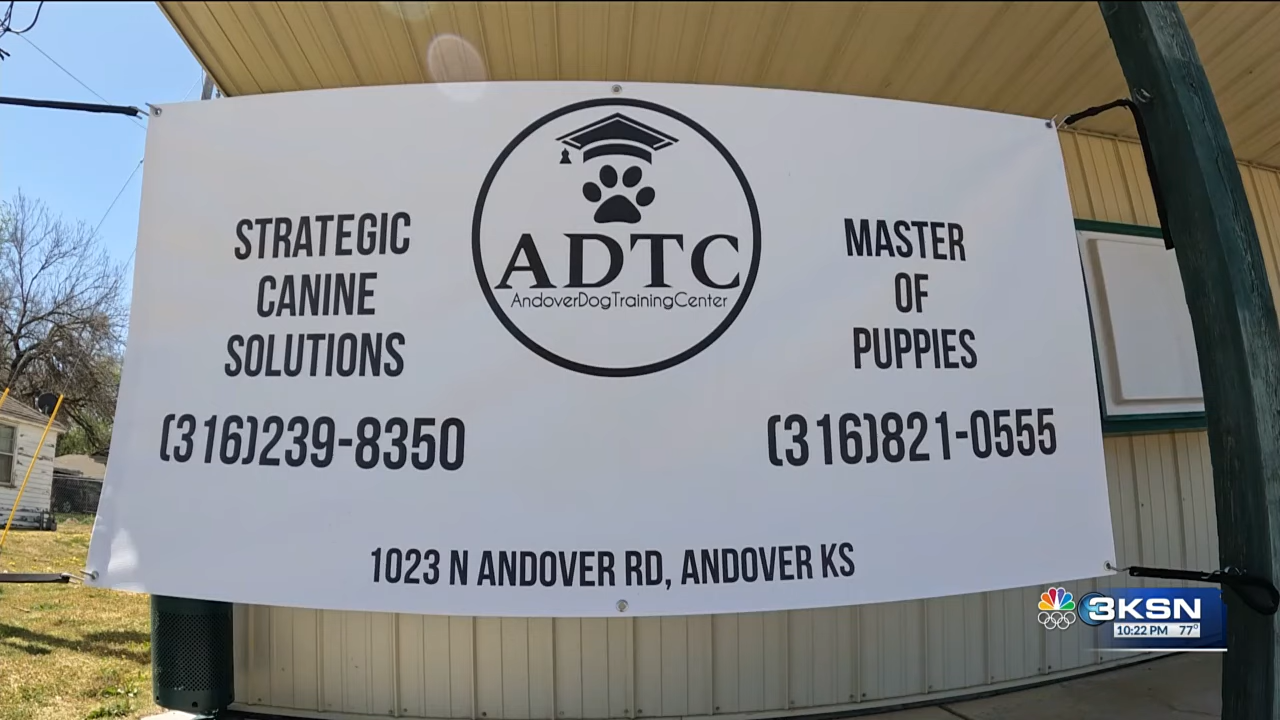 ADTC
AndoverDogTrainingCenter
STRATEGIC
CANINE
SOLUTIONS
(316)239-8350
MASTER
OF
PUPPIES
(316)821-0555
1023 N ANDOVER RD, ANDOVER KS
3KSN
10:22 PM 77°